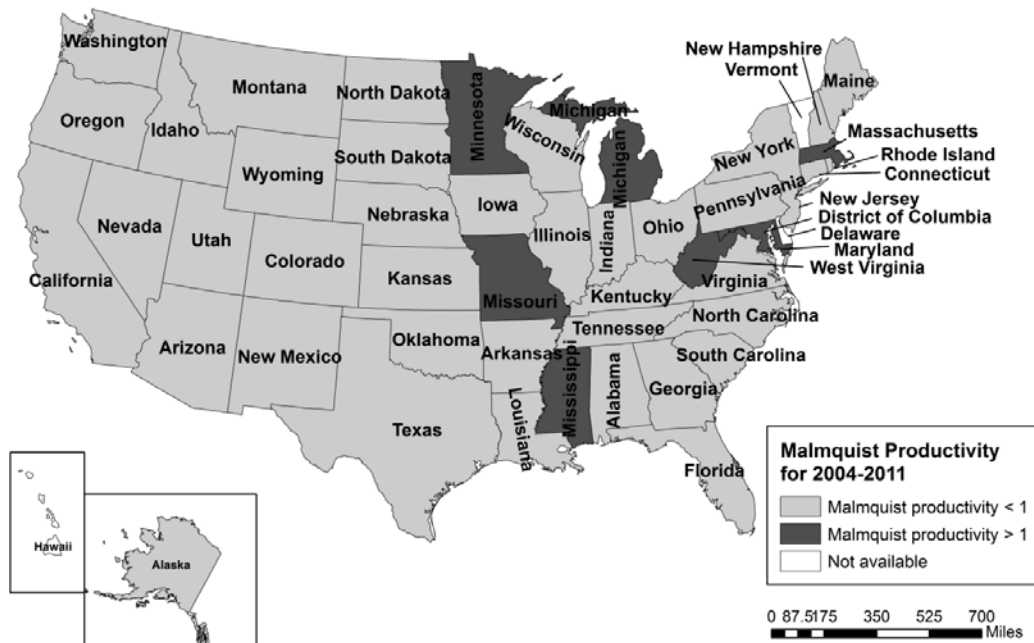 Washington
Montana
North Dakota
Minnesota
Michigan
New Hampshire
Vermont
Maine
Oregon
Idaho
South Dakota
Wisconsin
Michigan
New York
Massachusetts
Rhode Island
Connecticut
Wyoming
Nebraska
Iowa
Pennsylvania
New Jersey
District of Columbia
Delaware
Maryland
West Virginia
Nevada
Utah
Colorado
Kansas
Missouri
Illinois
Indiana
Ohio
Kentucky
Virginia
California
Arizona
New Mexico
Oklahoma
Arkansas
Tennessee
North Carolina
South Carolina
Texas
Louisiana
Mississippi
Alabama
Georgia
Florida
Hawaii
Alaska
Malmquist Productivity
for 2004-2011
Malmquist productivity < 1
Malmquist productivity > 1
Not available
0 87.5175 350 525 700
Miles